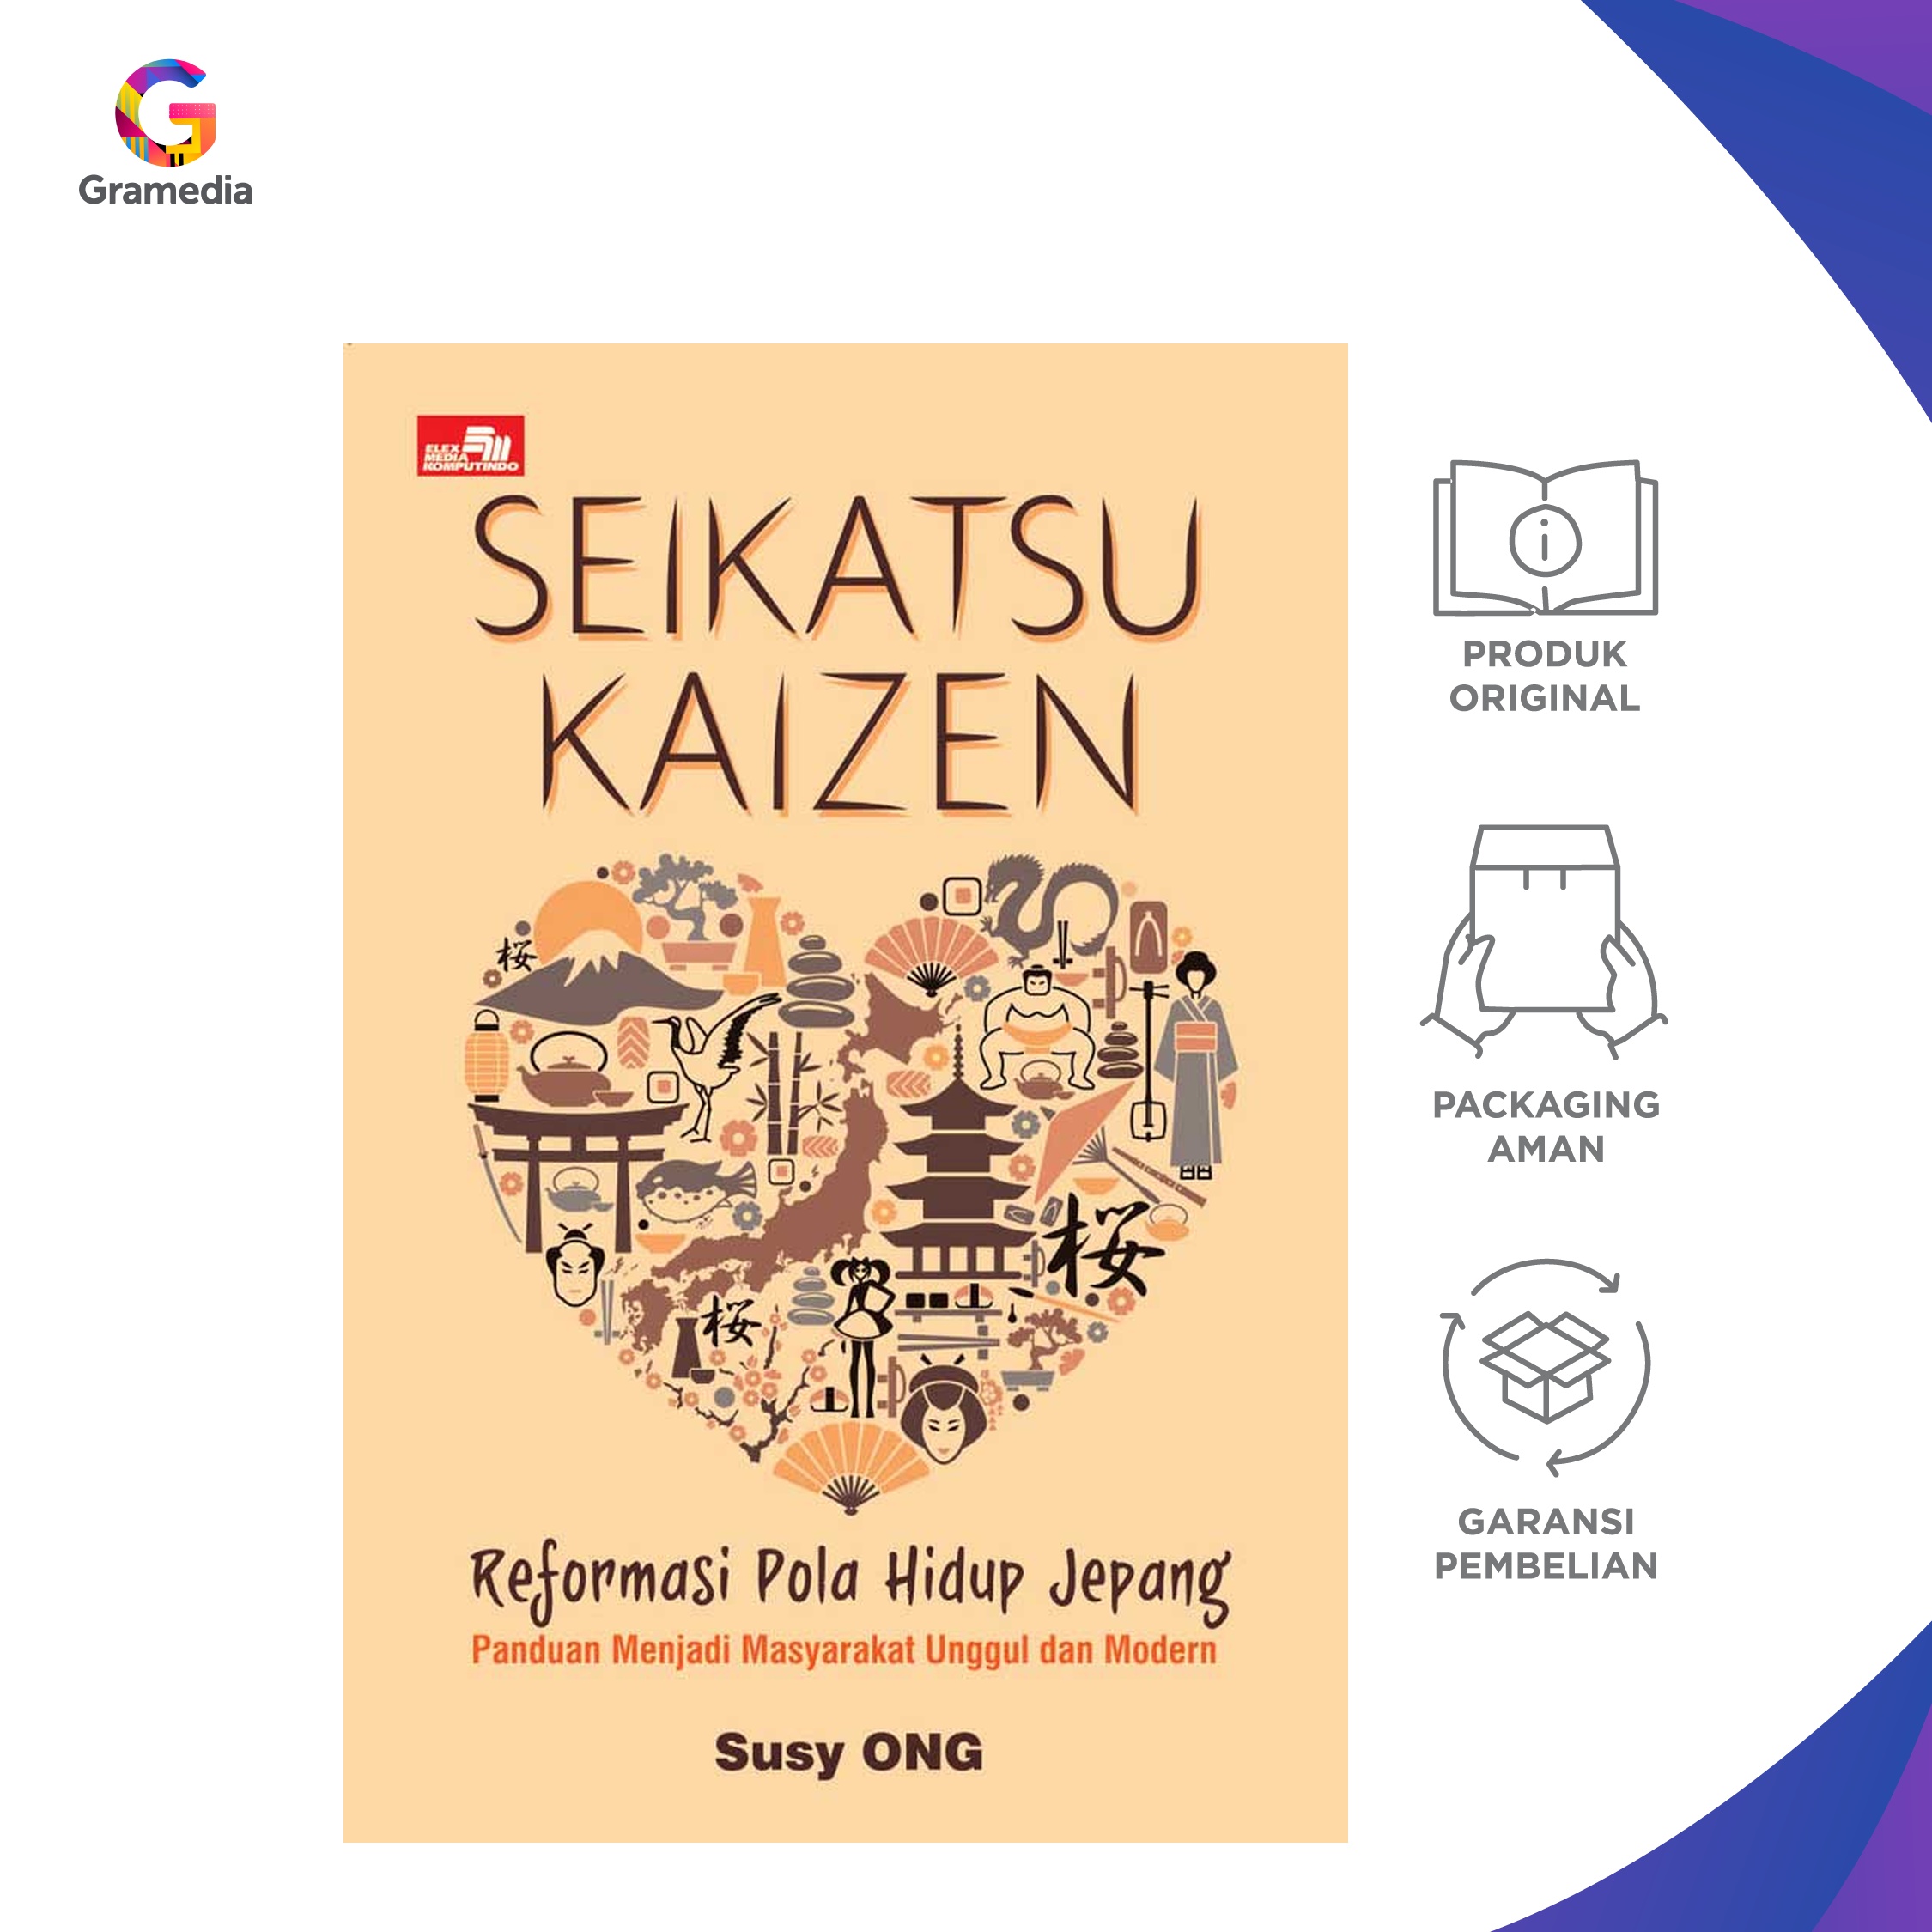 Gramedia
ELEX
MEDIA
KOMPUTINDO
SEIKATSU
KAIZEN
桜
桜
桜
Reformasi Pola Hidup Jepang
Panduan Menjadi Masyarakat Unggul dan Modern
Susy ONG
PRODUK
ORIGINAL
PACKAGING
AMAN
GARANSI
PEMBELIAN